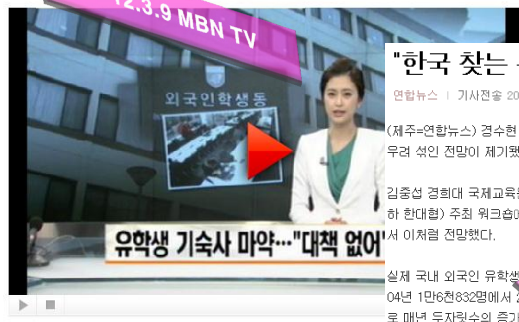 12.3.9 MBN TV
외국인학생동
유학생 기숙사 마약…"대책 없어"
"한국 찾는
연합뉴스 | 기사전송 20
(제주=연합뉴스) 경수현
우려 섞인 전망이 제기됐
김중섭 경희대 국제교육
하 한대협) 주최 워크숍
서 이처럼 전망했다.
실제 국내 외국인 유학생
04년 1만6천832명에서
로 매년 두자릿수의 증가